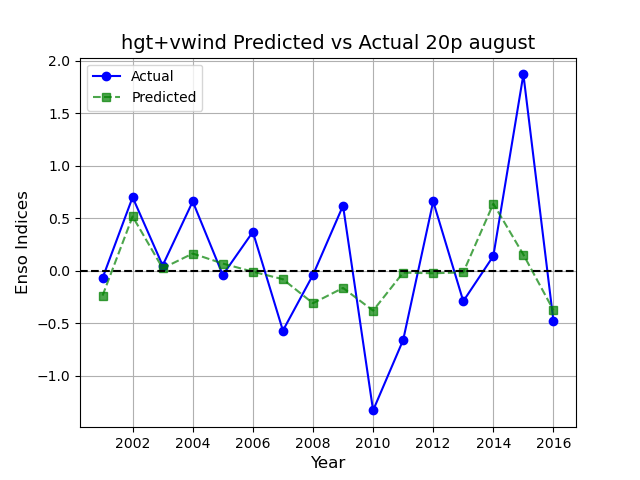 hgt+vwind Predicted vs Actual 20p august
Actual
Predicted
Enso Indices
2.0
1.5
1.0
0.5
0.0
−0.5
−1.0
2002 2004 2006 2008 2010 2012 2014 2016
Year